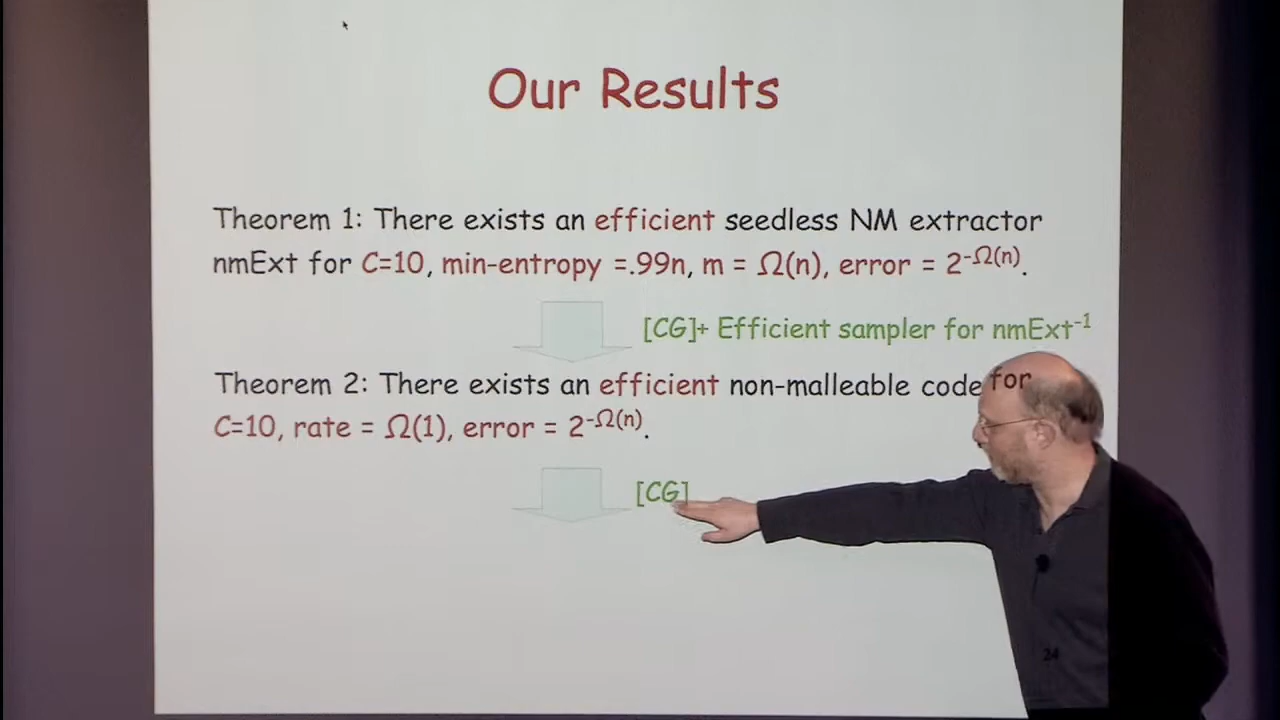 Our Results
Theorem 1: There exists an efficient seedless NM extractor
nmExt for C=10, min-entropy =.99n, m = Ω(n), error = 2^-Ω(n).
[CG]+ Efficient sampler for nmExt^-1
Theorem 2: There exists an efficient non-malleable code for
C=10, rate = Ω(1), error = 2^-Ω(n).
[CG]
24